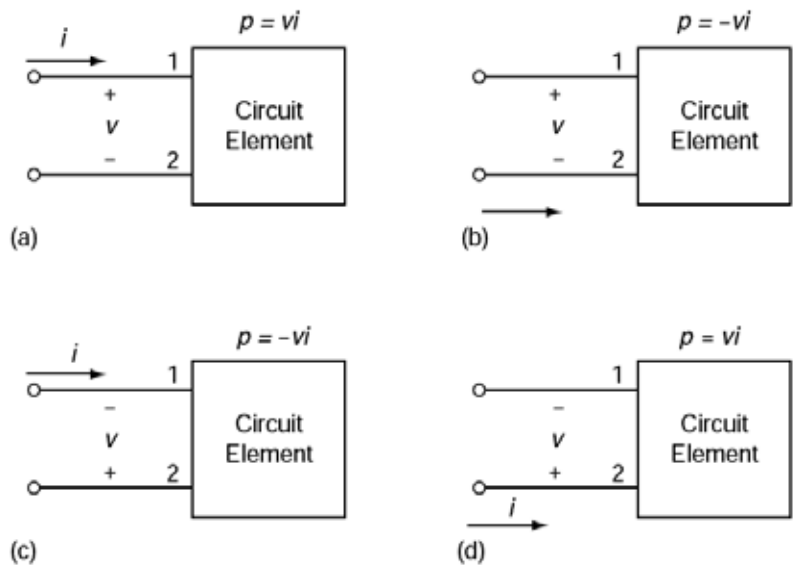 p = vi
i
1
+
v
–
2
Circuit
Element
(a)
p = –vi
1
+
v
–
2
Circuit
Element
(b)
p = –vi
i
1
–
v
+
2
Circuit
Element
(c)
p = vi
1
–
v
+
2
i
Circuit
Element
(d)